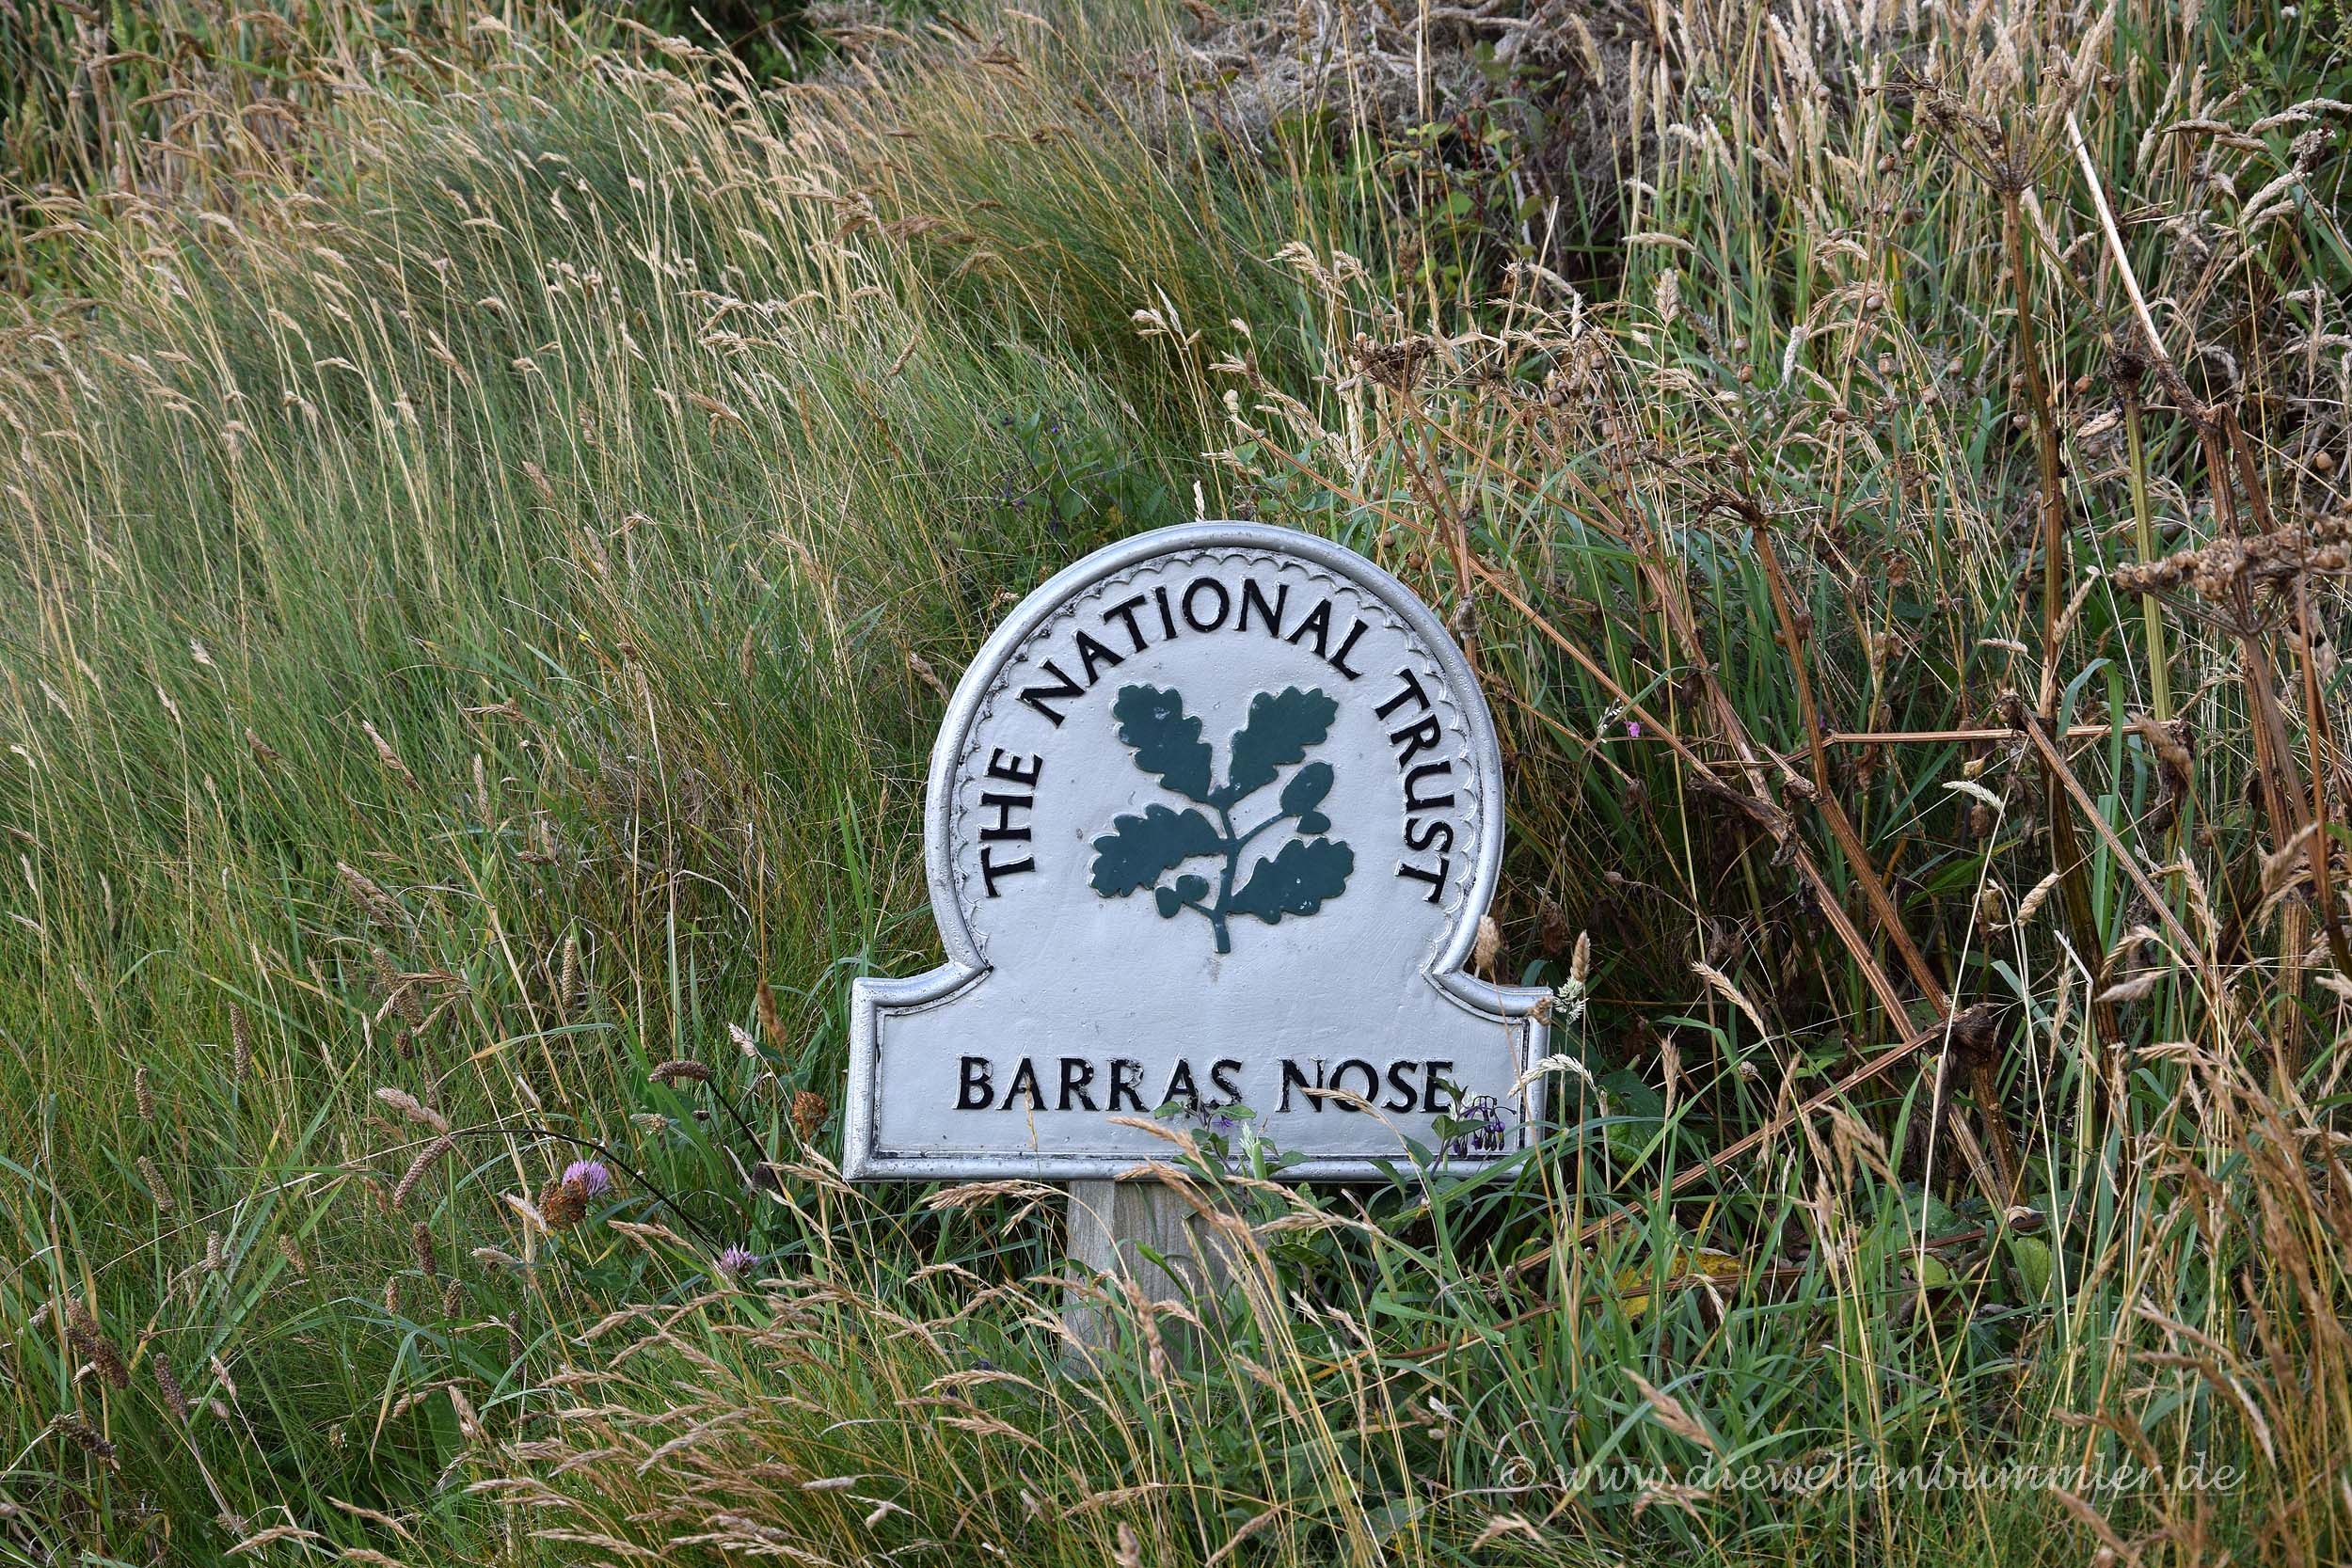 THE NATIONAL TRUST
BARRAS NOSE
© www.dieweltenbummler.de